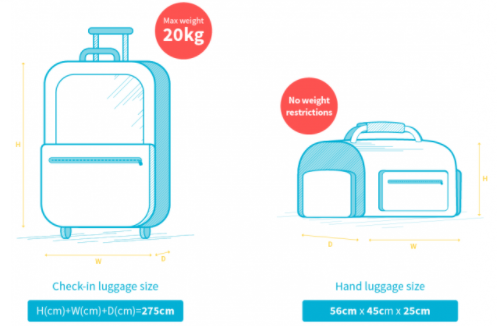 Max weight
20kg
H
W
D
Check-in luggage size
H(cm)+W(cm)+D(cm)=275cm
No weight
restrictions
H
D
W
Hand luggage size
56cm x 45cm x 25cm